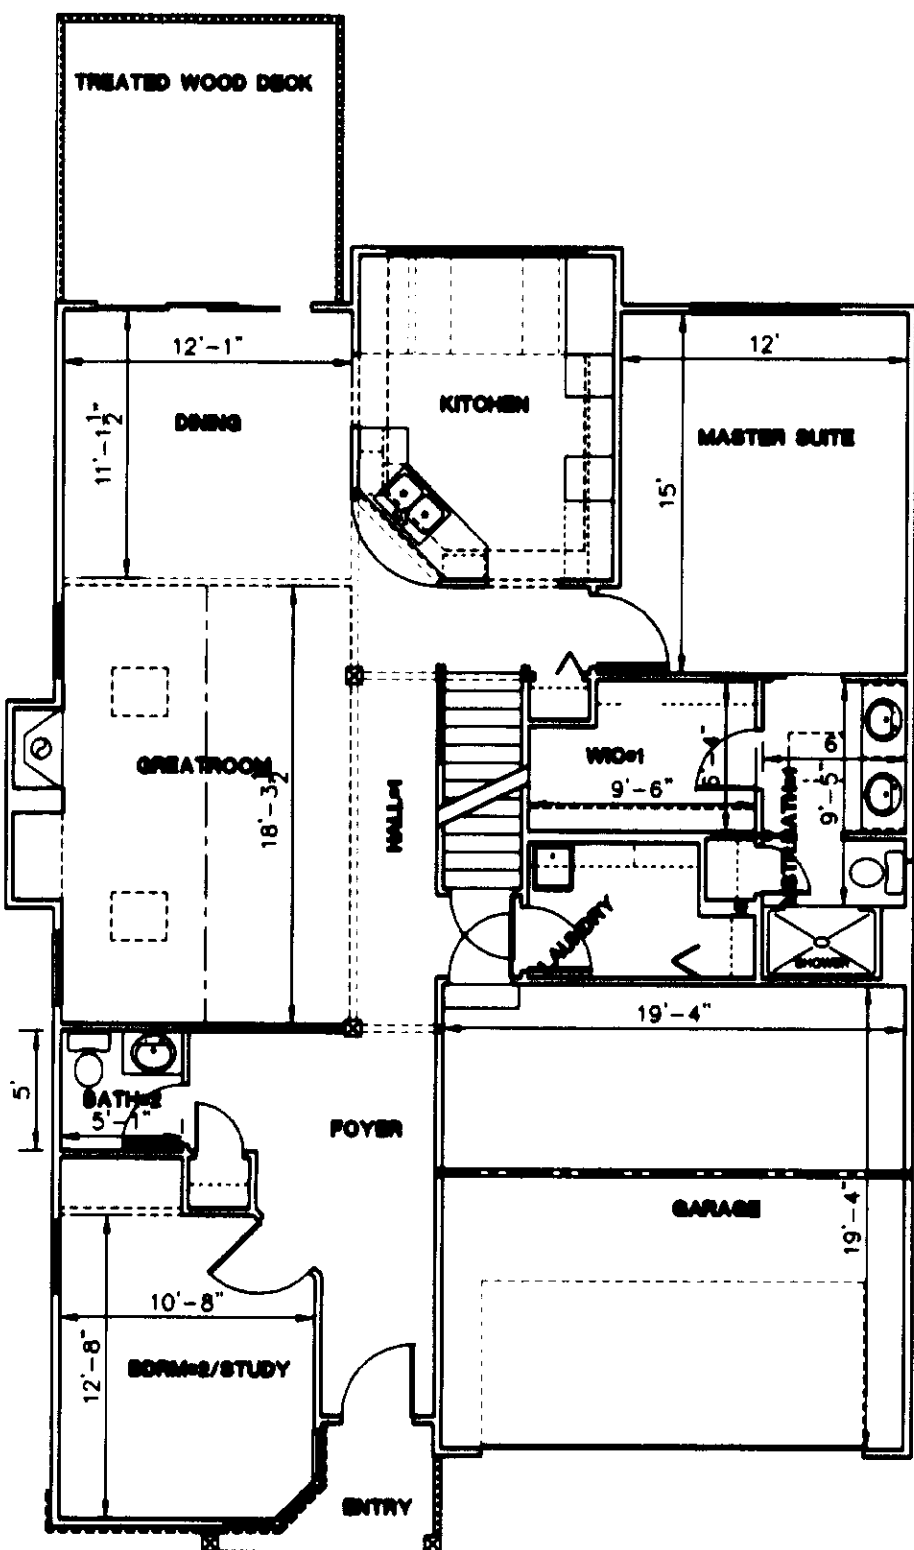 TREATED WOOD DECK
12'-1"
12'
KITCHEN
DINING
MASTER SUITE
11'-1 1/2"
15'
GREATROOM
WIC#1
9'-6"
6'
9'-5"
18'-3 1/2
HALL#1
MSTR.BATH#1
LAUNDRY
SHOWER
19'-4"
5'
BATH#2
5'-1"
FOYER
GARAGE
19'-4"
10'-8"
BDRM#2/STUDY
12'-8"
ENTRY